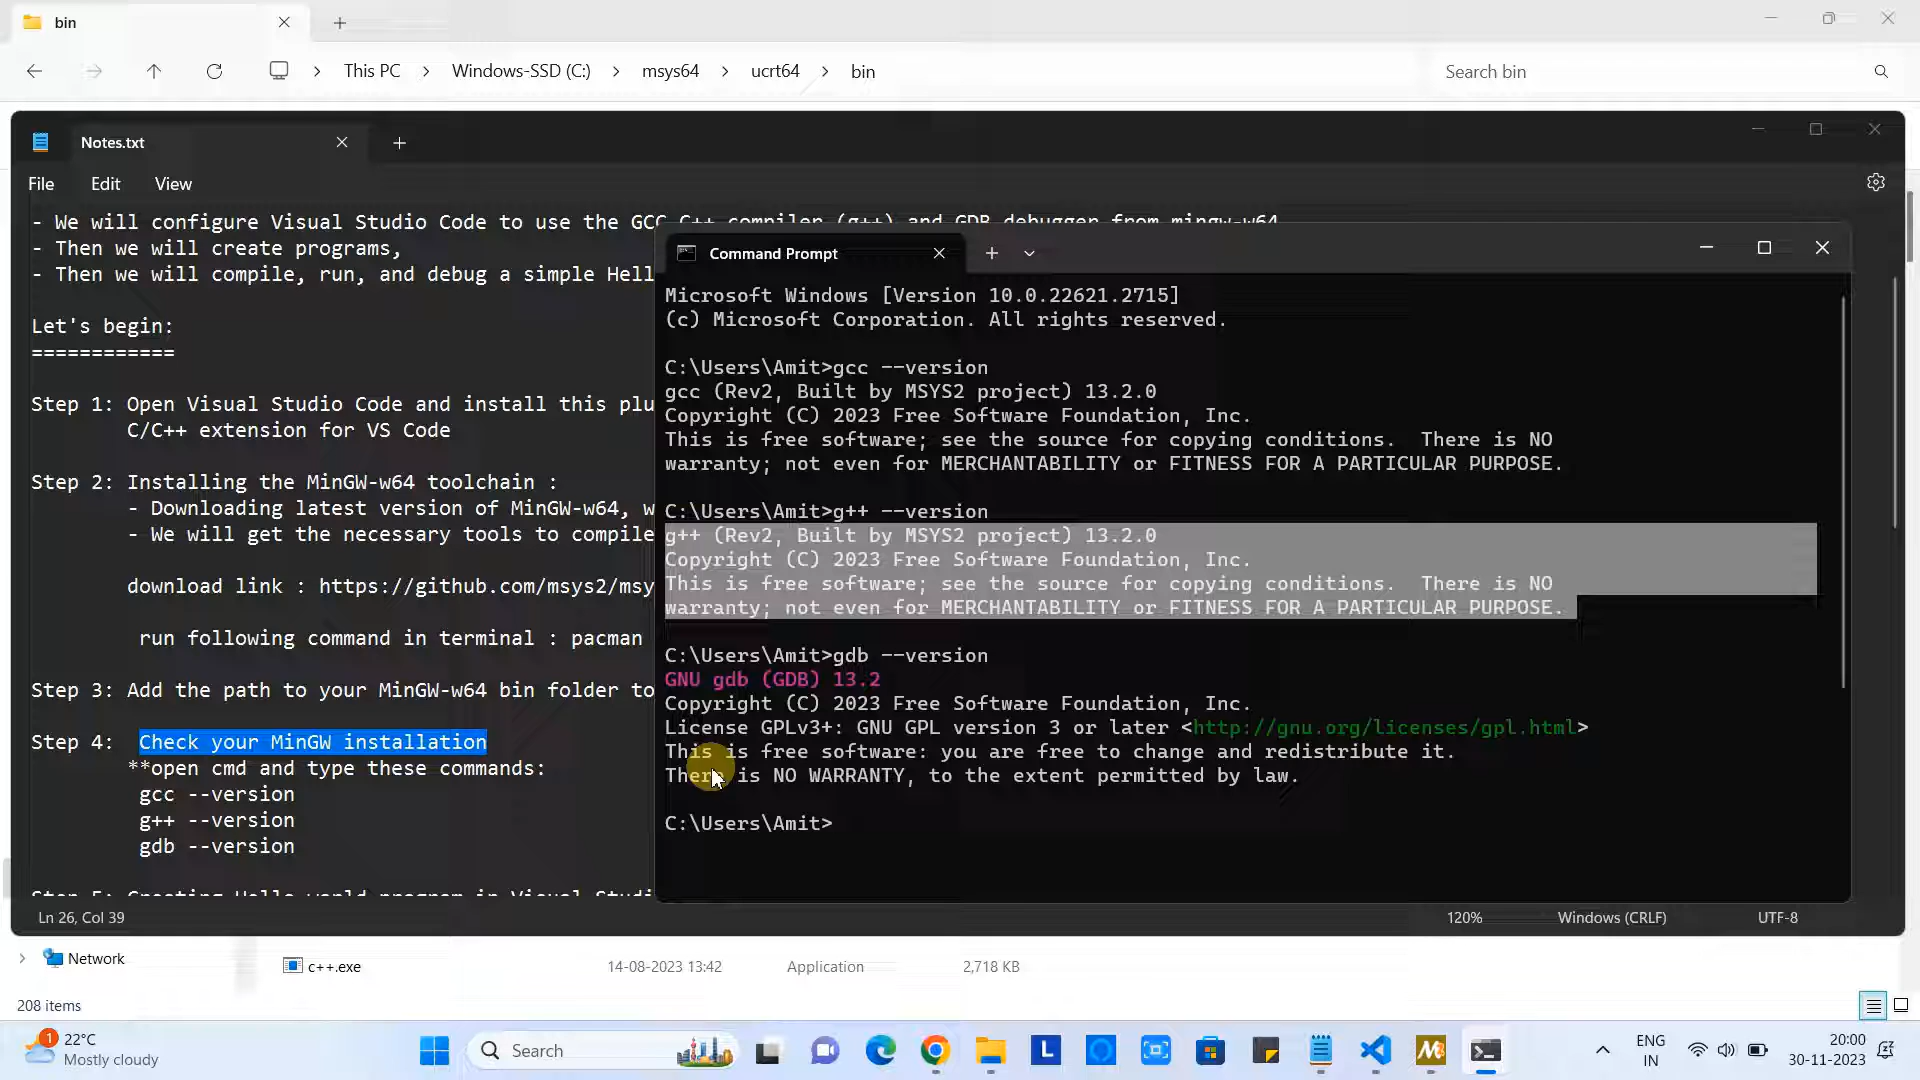 bin
This PC
Windows-SSD (C:)
msys64
ucrt64
bin
Search bin
Notes.txt
File
Edit
View
- We will configure Visual Studio Code to use the GCC C++ compiler (g++) and GDB debugger from mingw-w64
- Then we will create programs,
- Then we will compile, run, and debug a simple Hell
Let's begin:
============
Step 1: Open Visual Studio Code and install this plu
C/C++ extension for VS Code
Step 2: Installing the MinGW-w64 toolchain :
- Downloading latest version of MinGW-w64, w
- We will get the necessary tools to compile
download link : https://github.com/msys2/msy
run following command in terminal : pacman
Step 3: Add the path to your MinGW-w64 bin folder to
Step 4: Check your MinGW installation
**open cmd and type these commands:
gcc --version
g++ --version
gdb --version
Step 5: Creating Hello world program in Visual Studi
Ln 26, Col 39
120%
Windows (CRLF)
UTF-8
Command Prompt
Microsoft Windows [Version 10.0.22621.2715]
(c) Microsoft Corporation. All rights reserved.
C:\Users\Amit>gcc --version
gcc (Rev2, Built by MSYS2 project) 13.2.0
Copyright (C) 2023 Free Software Foundation, Inc.
This is free software; see the source for copying conditions.  There is NO
warranty; not even for MERCHANTABILITY or FITNESS FOR A PARTICULAR PURPOSE.
C:\Users\Amit>g++ --version
g++ (Rev2, Built by MSYS2 project) 13.2.0
Copyright (C) 2023 Free Software Foundation, Inc.
This is free software; see the source for copying conditions.  There is NO
warranty; not even for MERCHANTABILITY or FITNESS FOR A PARTICULAR PURPOSE.
C:\Users\Amit>gdb --version
GNU gdb (GDB) 13.2
Copyright (C) 2023 Free Software Foundation, Inc.
License GPLv3+: GNU GPL version 3 or later <http://gnu.org/licenses/gpl.html>
This is free software: you are free to change and redistribute it.
There is NO WARRANTY, to the extent permitted by law.
C:\Users\Amit>
Network
c++.exe
14-08-2023 13:42
Application
2,718 KB
208 items
1
22°C
Mostly cloudy
Search
L
ENG
IN
20:00
30-11-2023